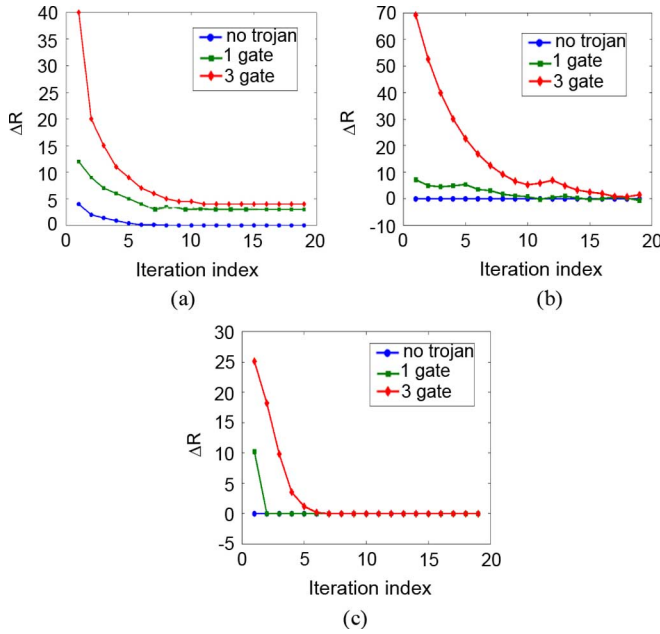 40
35
30
25
20
15
10
5
0
ΔR
no trojan
1 gate
3 gate
0 5 10 15 20
Iteration index
(a)
70
60
50
40
30
20
10
0
-10
ΔR
no trojan
1 gate
3 gate
0 5 10 15 20
Iteration index
(b)
30
25
20
15
10
5
0
-5
ΔR
no trojan
1 gate
3 gate
0 5 10 15 20
Iteration index
(c)